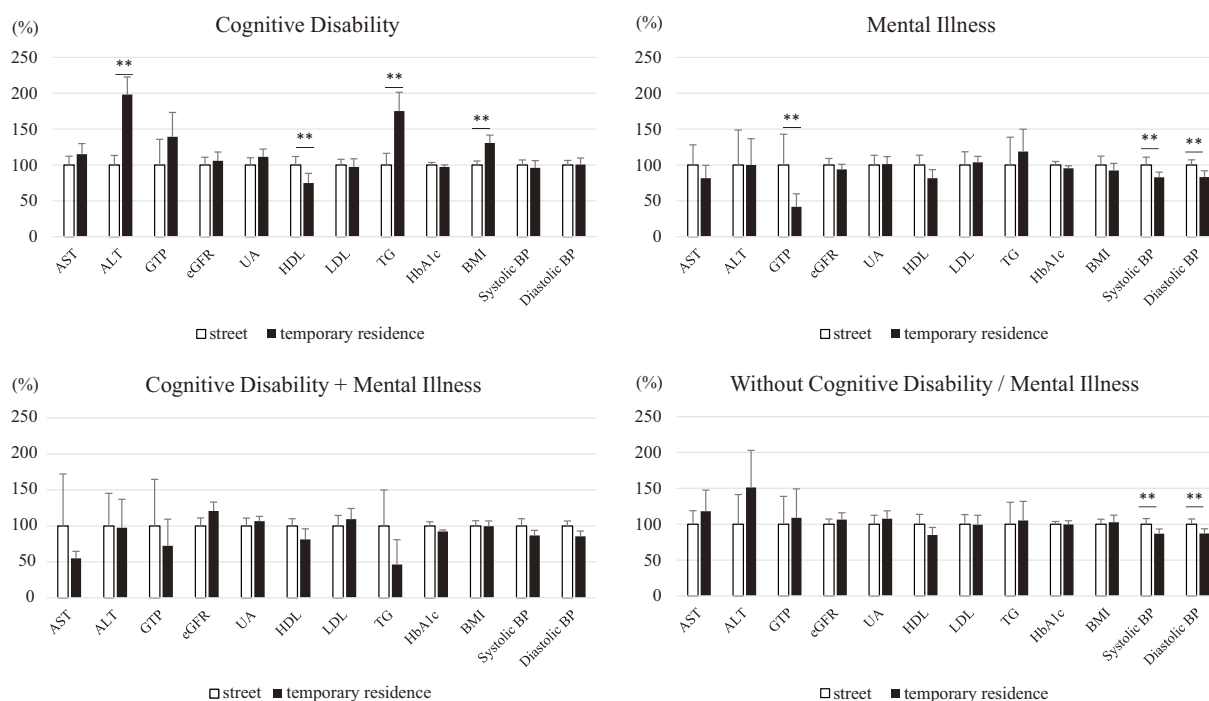 Cognitive Disability
(%)
250
200
150
100
50
0
**
**
**
**
AST
ALT
GTP
eGFR
UA
HDL
LDL
TG
HbA1c
BMI
Systolic BP
Diastolic BP
street
temporary residence
Mental Illness
(%)
250
200
150
100
50
0
**
**
**
AST
ALT
GTP
eGFR
UA
HDL
LDL
TG
HbA1c
BMI
Systolic BP
Diastolic BP
street
temporary residence
Cognitive Disability + Mental Illness
(%)
250
200
150
100
50
0
AST
ALT
GTP
eGFR
UA
HDL
LDL
TG
HbA1c
BMI
Systolic BP
Diastolic BP
street
temporary residence
Without Cognitive Disability / Mental Illness
(%)
250
200
150
100
50
0
**
**
AST
ALT
GTP
eGFR
UA
HDL
LDL
TG
HbA1c
BMI
Systolic BP
Diastolic BP
street
temporary residence